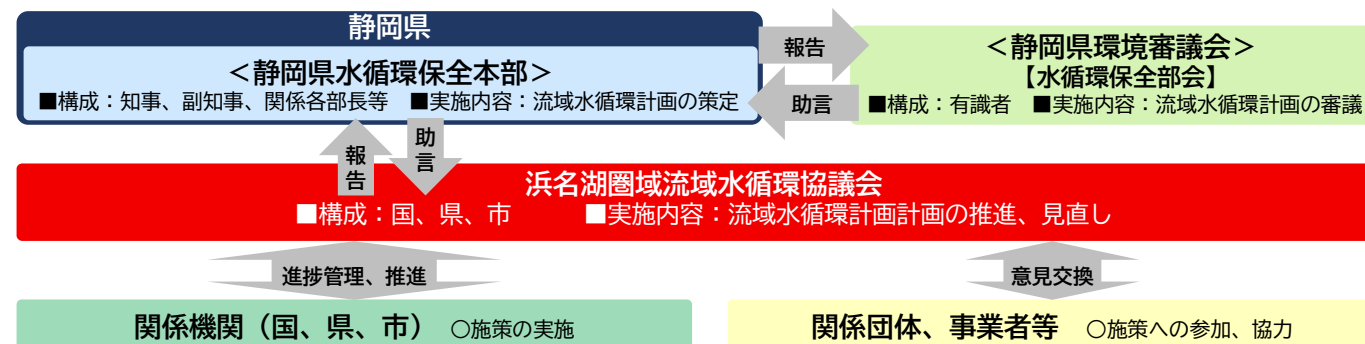 静岡県
＜静岡県水循環保全本部＞
■構成：知事、副知事、関係各部長等　■実施内容：流域水循環計画の策定
報告
助言
＜静岡県環境審議会＞
【水循環保全部会】
■構成：有識者　■実施内容：流域水循環計画の審議
報告
助言
浜名湖圏域流域水循環協議会
■構成：国、県、市　■実施内容：流域水循環計画計画の推進、見直し
進捗管理、推進
意見交換
関係機関（国、県、市）　○施策の実施
関係団体、事業者等　○施策への参加、協力